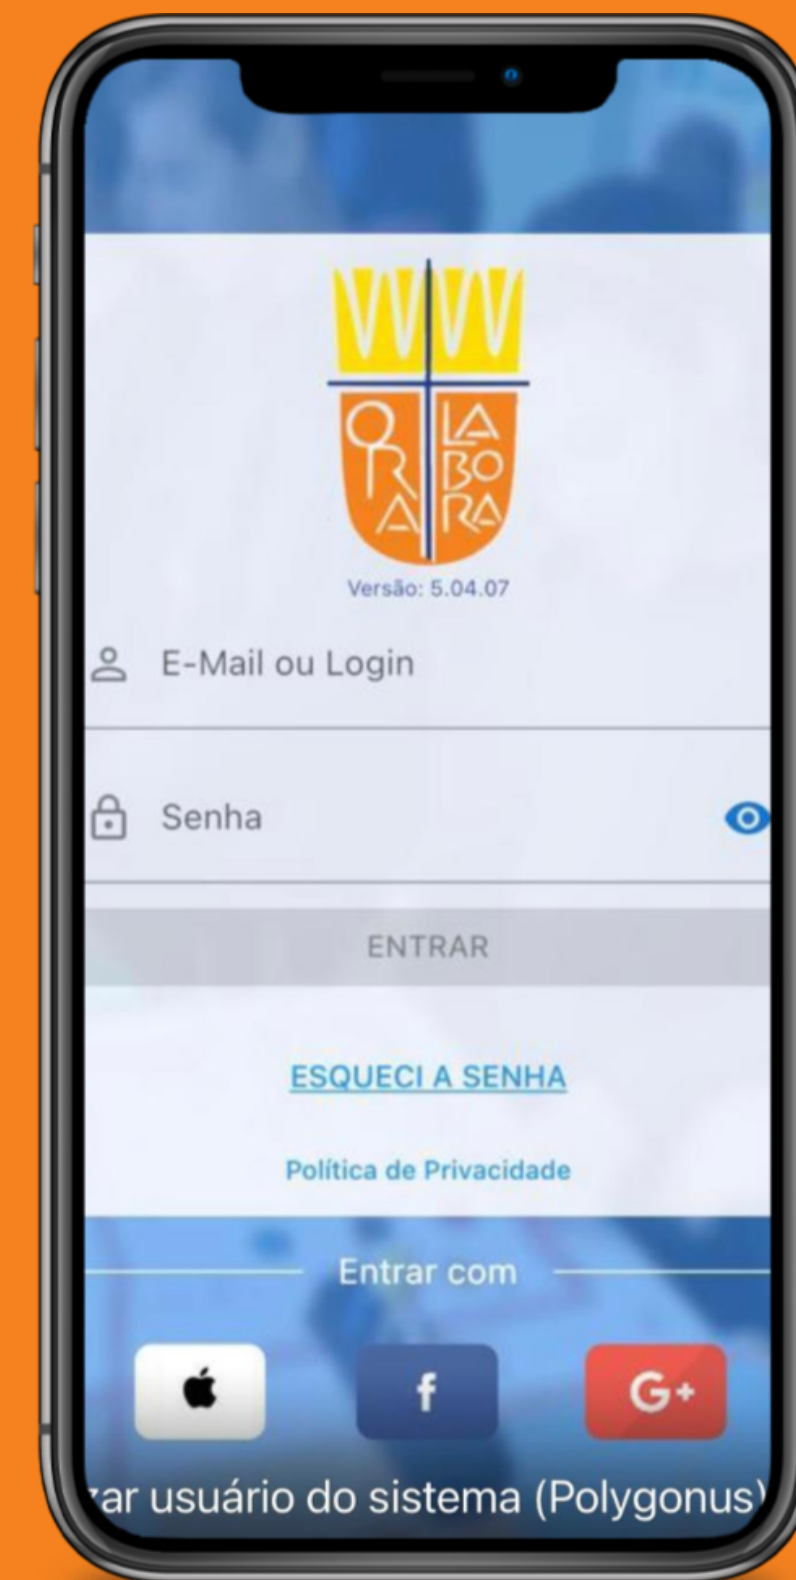 ORA
LABORA
Versão: 5.04.07
E-Mail ou Login
Senha
ENTRAR
ESQUECI A SENHA
Política de Privacidade
Entrar com
f
G+
zar usuário do sistema (Polygonus)